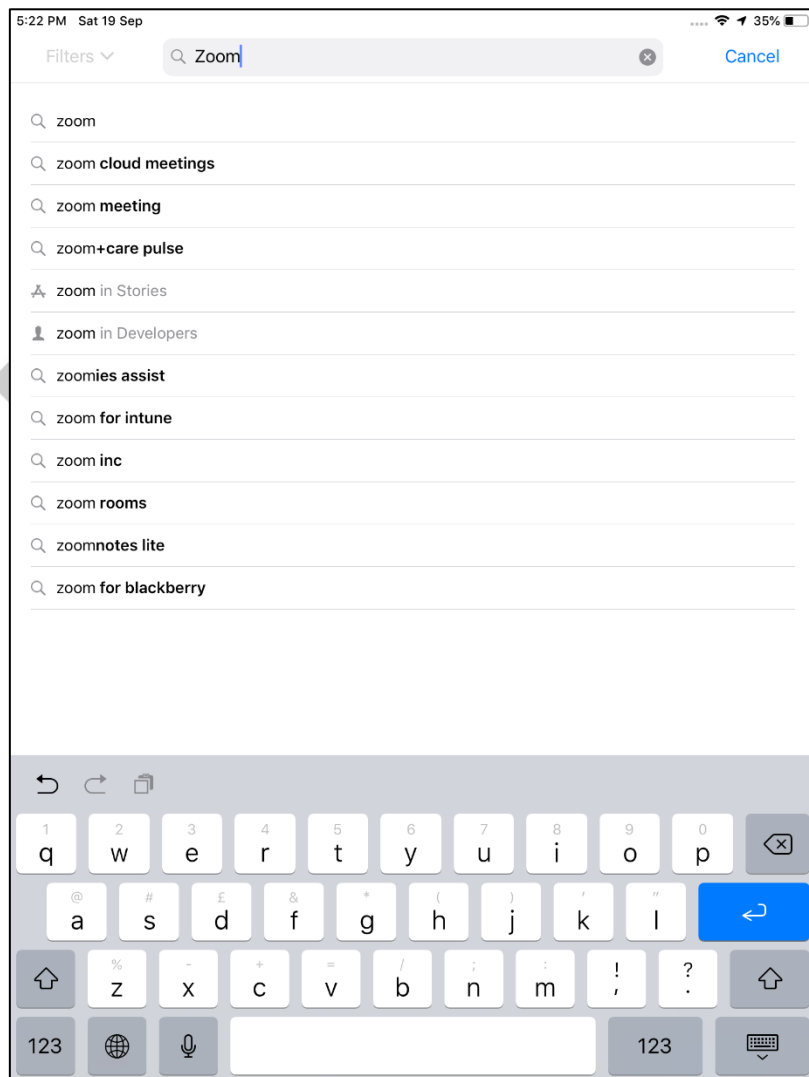 5:22 PM Sat 19 Sep 35%
Filters Zoom Cancel
zoom
zoom cloud meetings
zoom meeting
zoom+care pulse
zoom in Stories
zoom in Developers
zoomies assist
zoom for intune
zoom inc
zoom rooms
zoomnotes lite
zoom for blackberry
1 2 3 4 5 6 7 8 9 0
q w e r t y u i o p
@ # £ & * ( ) ' "
a s d f g h j k l
% - + = / ; : ! ?
z x c v b n m , .
123 123